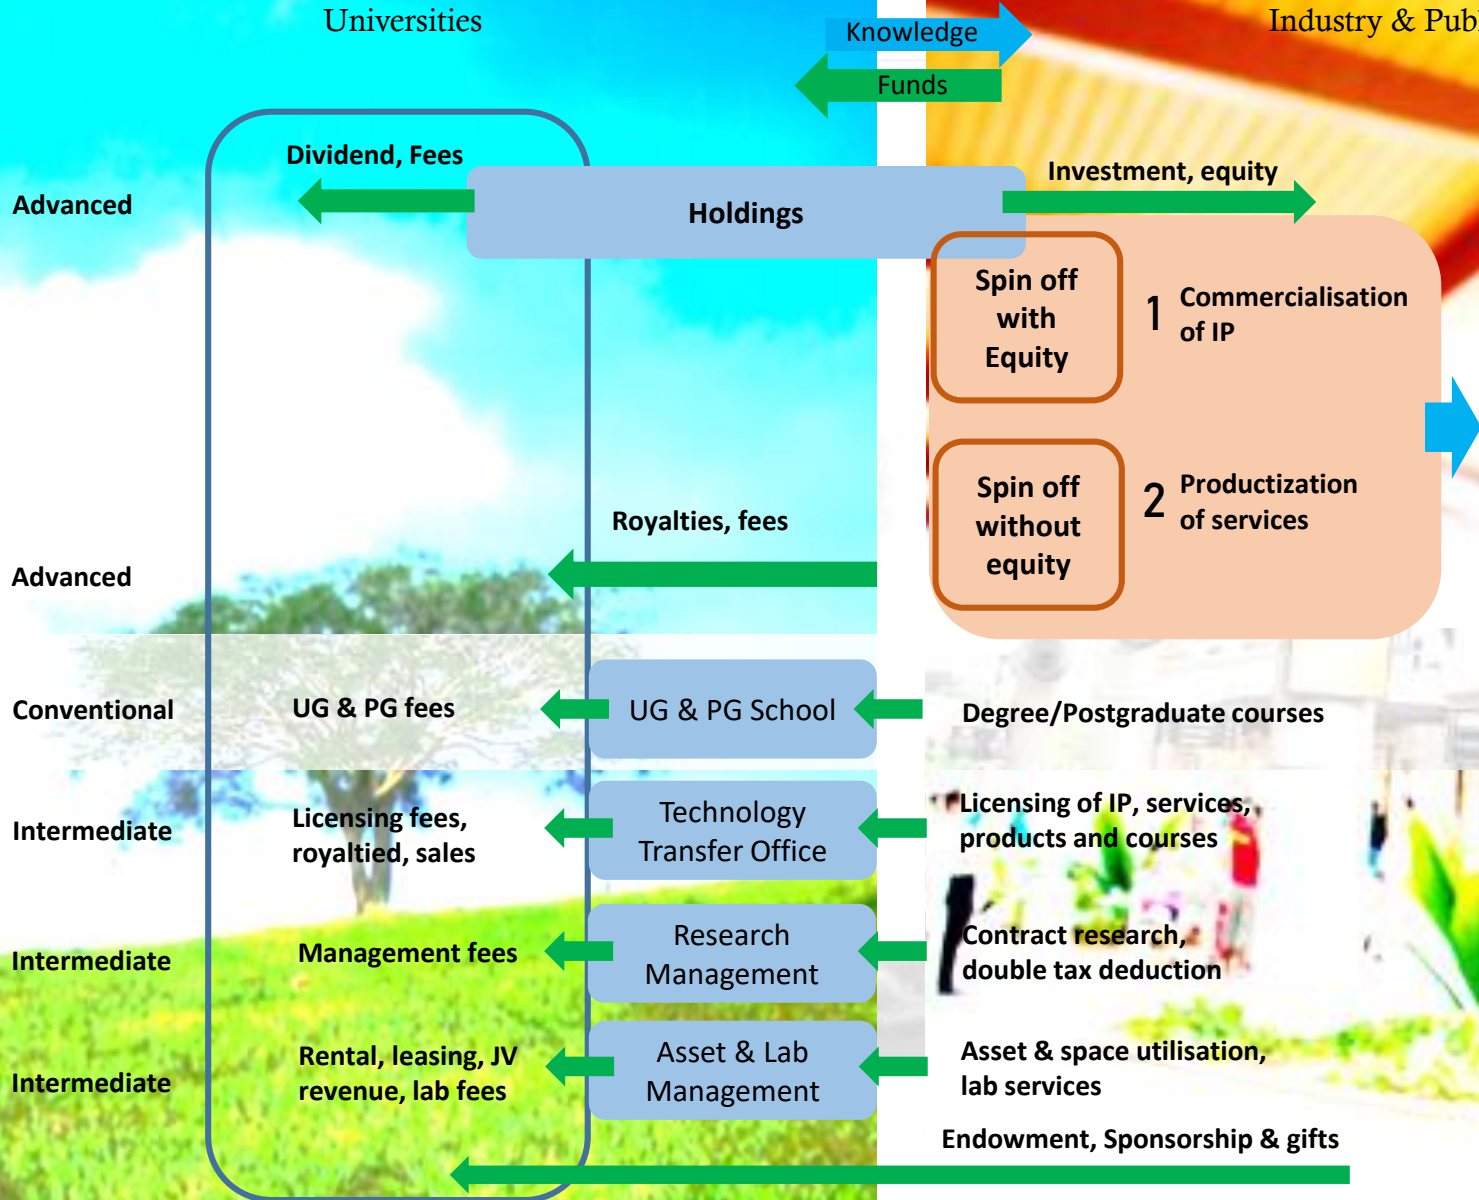 Universities
Knowledge
Industry & Publ
Funds
Dividend, Fees
Investment, equity
Advanced
Holdings
Spin off
with
Equity
1
Commercialisation
of IP
Spin off
without
equity
2
Productization
of services
Royalties, fees
Advanced
Conventional
UG & PG fees
UG & PG School
Degree/Postgraduate courses
Intermediate
Licensing fees,
royaltied, sales
Technology
Transfer Office
Licensing of IP, services,
products and courses
Intermediate
Management fees
Research
Management
Contract research,
double tax deduction
Intermediate
Rental, leasing, JV
revenue, lab fees
Asset & Lab
Management
Asset & space utilisation,
lab services
Endowment, Sponsorship & gifts